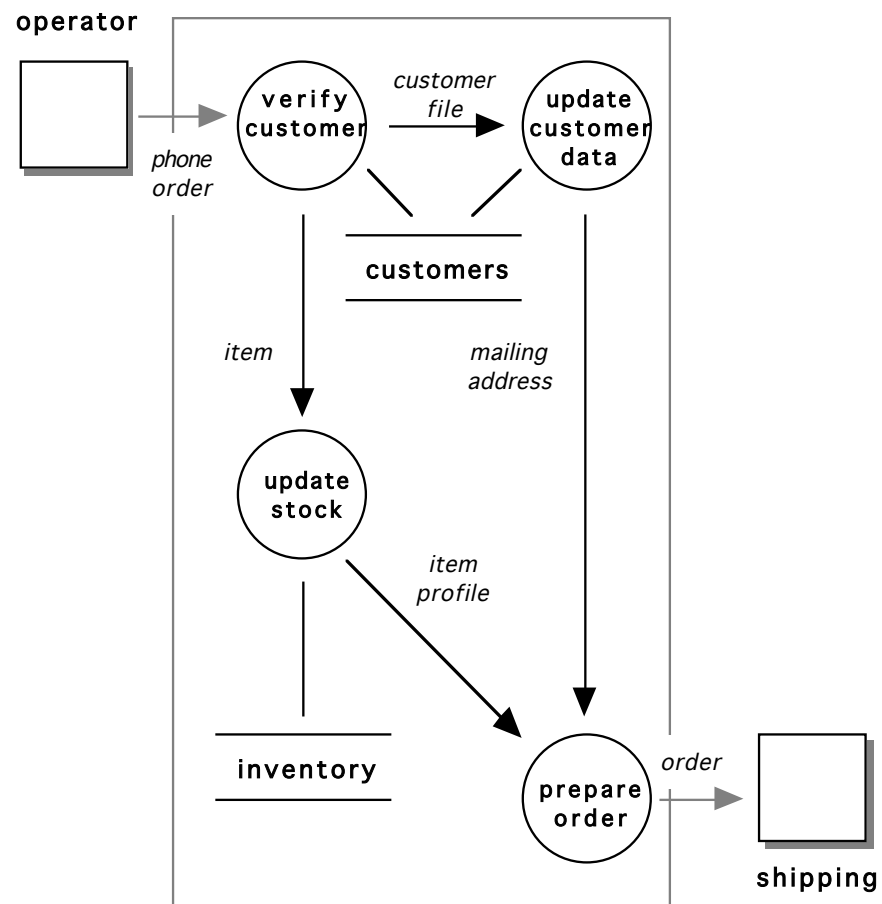 operator
verify
customer
customer
file
update
customer
data
phone
order
customers
item
mailing
address
update
stock
item
profile
inventory
prepare
order
order
shipping